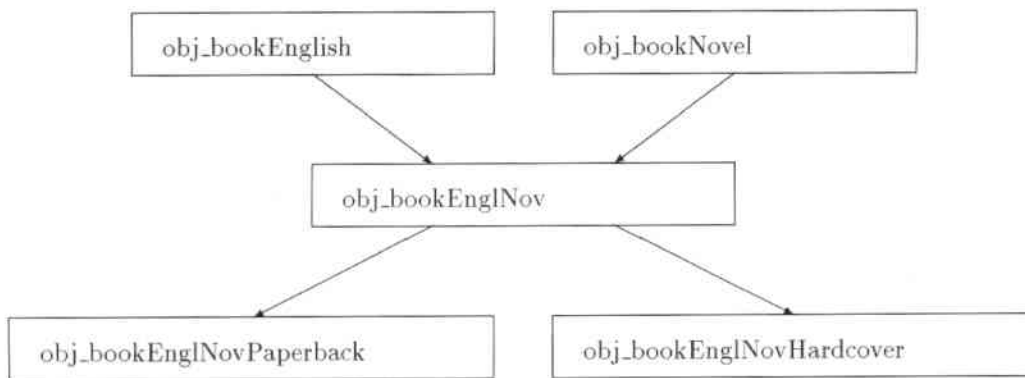 obj_bookEnglish
obj_bookNovel
obj_bookEnglNov
obj_bookEnglNovPaperback
obj_bookEnglNovHardcover